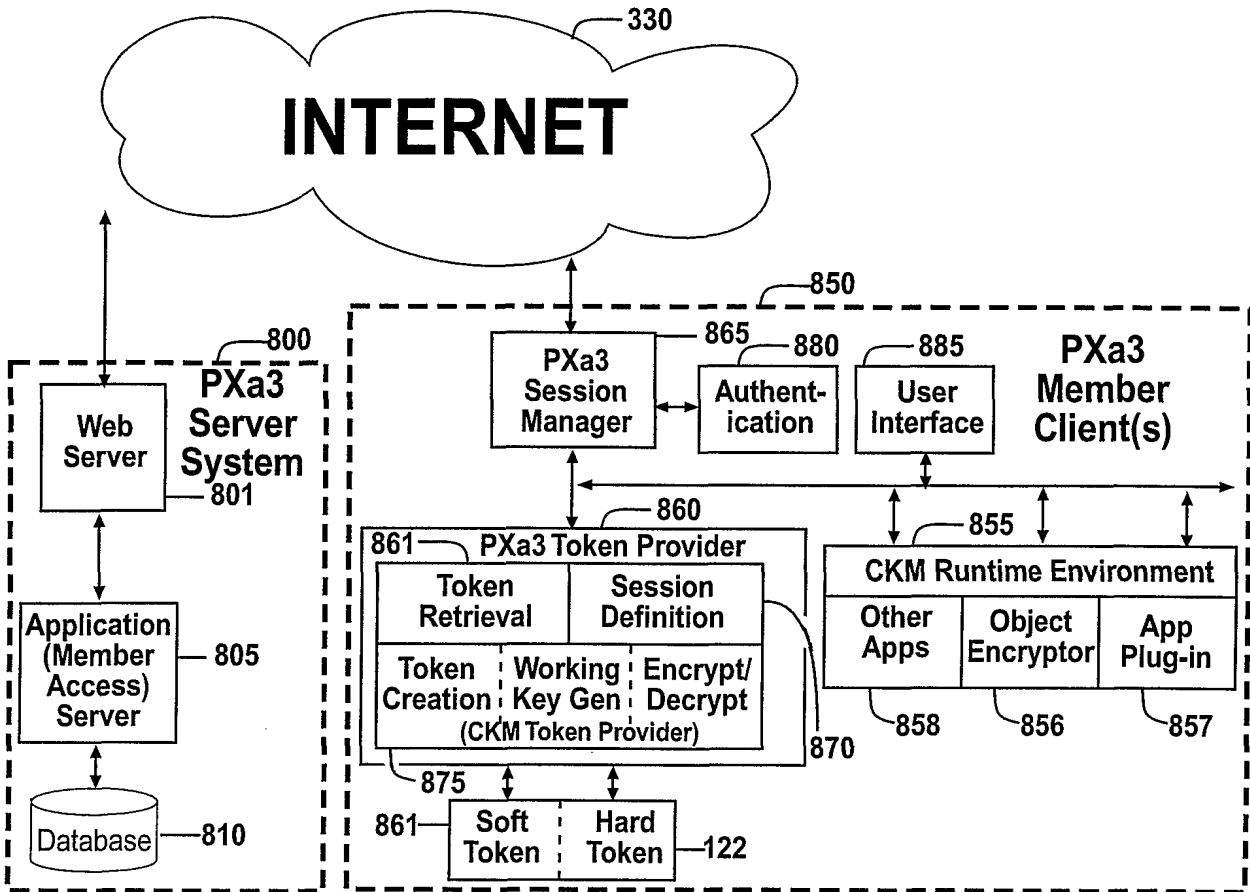 330
INTERNET
850
800
PXa3
Server
System
Web
Server
801
Application
(Member
Access)
Server
805
Database
810
PXa3
Session
Manager
865
880
Authent-
ication
885
User
Interface
PXa3
Member
Client(s)
860
PXa3 Token Provider
861
Token
Retrieval
Session
Definition
Token
Creation
Working
Key Gen
Encrypt/
Decrypt
(CKM Token Provider)
870
875
861
Soft
Token
Hard
Token
122
855
CKM Runtime Environment
Other
Apps
Object
Encryptor
App
Plug-in
858
856
857